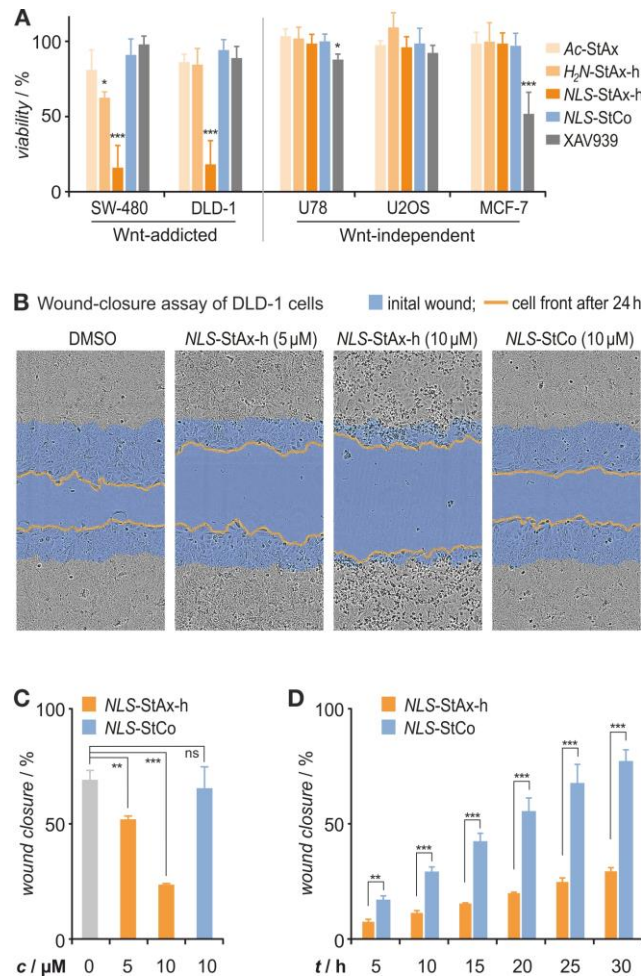 A
viability / %
100
50
0
*
***
***
*
***
Ac-StAx
H₂N-StAx-h
NLS-StAx-h
NLS-StCo
XAV939
SW-480 DLD-1 U78 U2OS MCF-7
Wnt-addicted Wnt-independent
B Wound-closure assay of DLD-1 cells inital wound; cell front after 24 h
DMSO NLS-StAx-h (5 µM) NLS-StAx-h (10 µM) NLS-StCo (10 µM)
C
wound closure / %
100
50
0
NLS-StAx-h
NLS-StCo
** *** ns
c / µM 0 5 10 10
D
wound closure / %
100
50
0
NLS-StAx-h
NLS-StCo
** *** *** *** *** ***
t / h 5 10 15 20 25 30